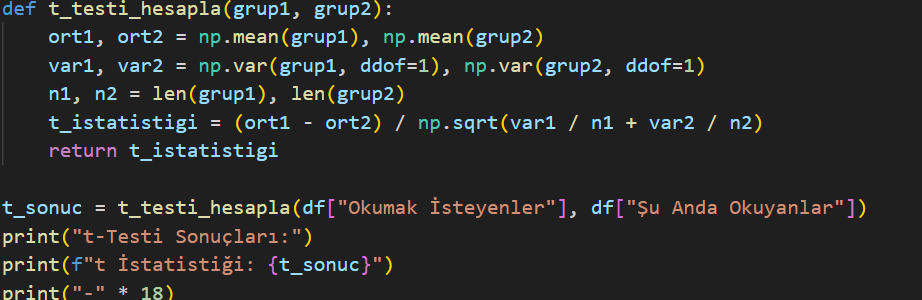 def t_testi_hesapla(grup1, grup2):
    ort1, ort2 = np.mean(grup1), np.mean(grup2)
    var1, var2 = np.var(grup1, ddof=1), np.var(grup2, ddof=1)
    n1, n2 = len(grup1), len(grup2)
    t_istatistigi = (ort1 - ort2) / np.sqrt(var1 / n1 + var2 / n2)
    return t_istatistigi
t_sonuc = t_testi_hesapla(df["Okumak İsteyenler"], df["Şu Anda Okuyanlar"])
print("t-Testi Sonuçları:")
print(f"t İstatistiği: {t_sonuc}")
print("-" * 18)